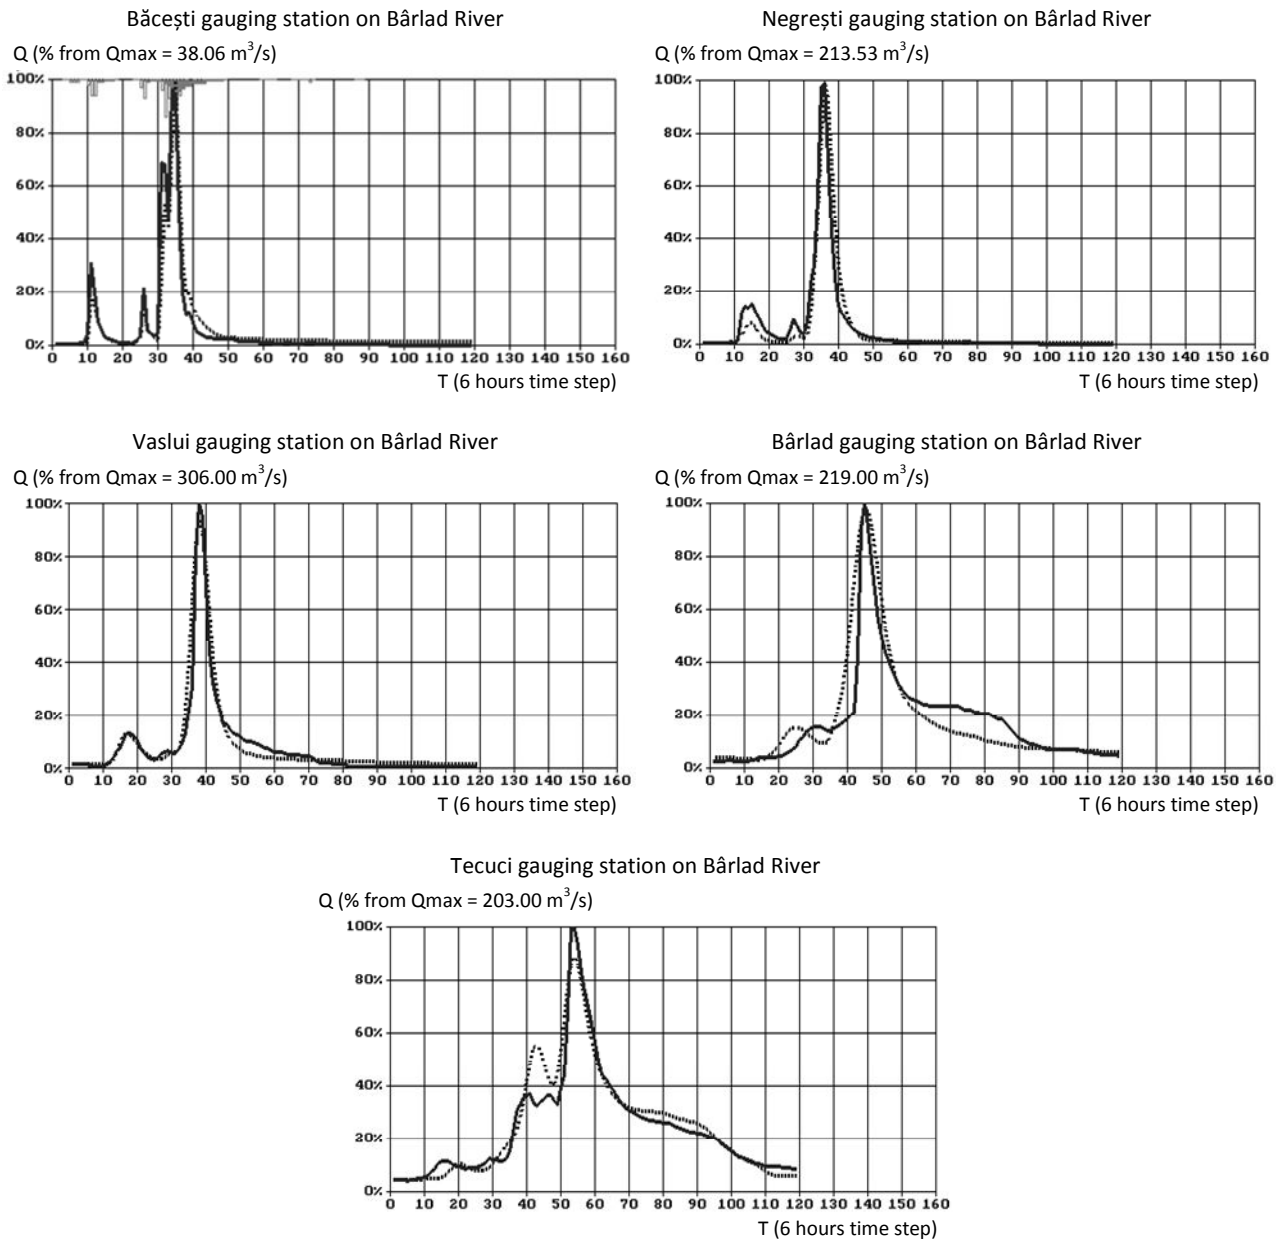 Băcești gauging station on Bârlad River
Q (% from Qmax = 38.06 m³/s)
100%
80%
60%
40%
20%
0%
0 10 20 30 40 50 60 70 80 90 100 110 120 130 140 150 160
T (6 hours time step)
Negrești gauging station on Bârlad River
Q (% from Qmax = 213.53 m³/s)
100%
80%
60%
40%
20%
0%
0 10 20 30 40 50 60 70 80 90 100 110 120 130 140 150 160
T (6 hours time step)
Vaslui gauging station on Bârlad River
Q (% from Qmax = 306.00 m³/s)
100%
80%
60%
40%
20%
0%
0 10 20 30 40 50 60 70 80 90 100 110 120 130 140 150 160
T (6 hours time step)
Bârlad gauging station on Bârlad River
Q (% from Qmax = 219.00 m³/s)
100%
80%
60%
40%
20%
0%
0 10 20 30 40 50 60 70 80 90 100 110 120 130 140 150 160
T (6 hours time step)
Tecuci gauging station on Bârlad River
Q (% from Qmax = 203.00 m³/s)
100%
80%
60%
40%
20%
0%
0 10 20 30 40 50 60 70 80 90 100 110 120 130 140 150 160
T (6 hours time step)